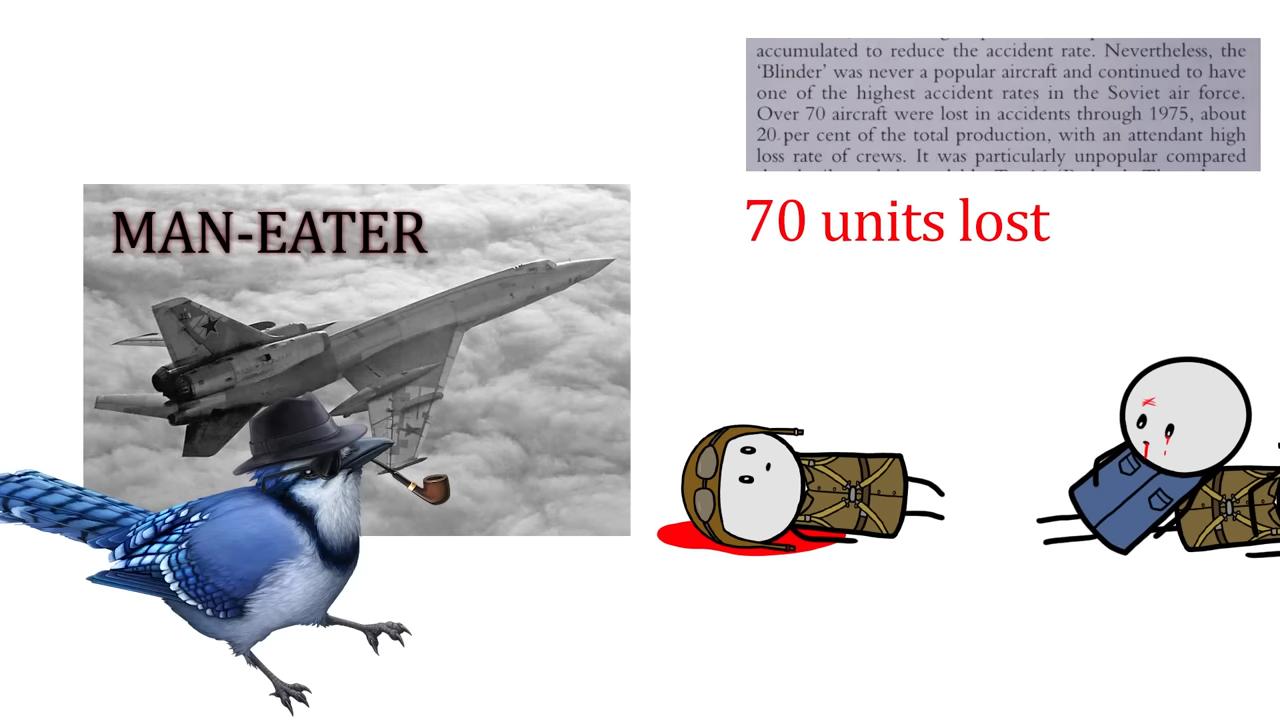 accumulated to reduce the accident rate. Nevertheless, the
‘Blinder’ was never a popular aircraft and continued to have
one of the highest accident rates in the Soviet air force.
Over 70 aircraft were lost in accidents through 1975, about
20 per cent of the total production, with an attendant high
loss rate of crews. It was particularly unpopular compared
70 units lost
MAN-EATER